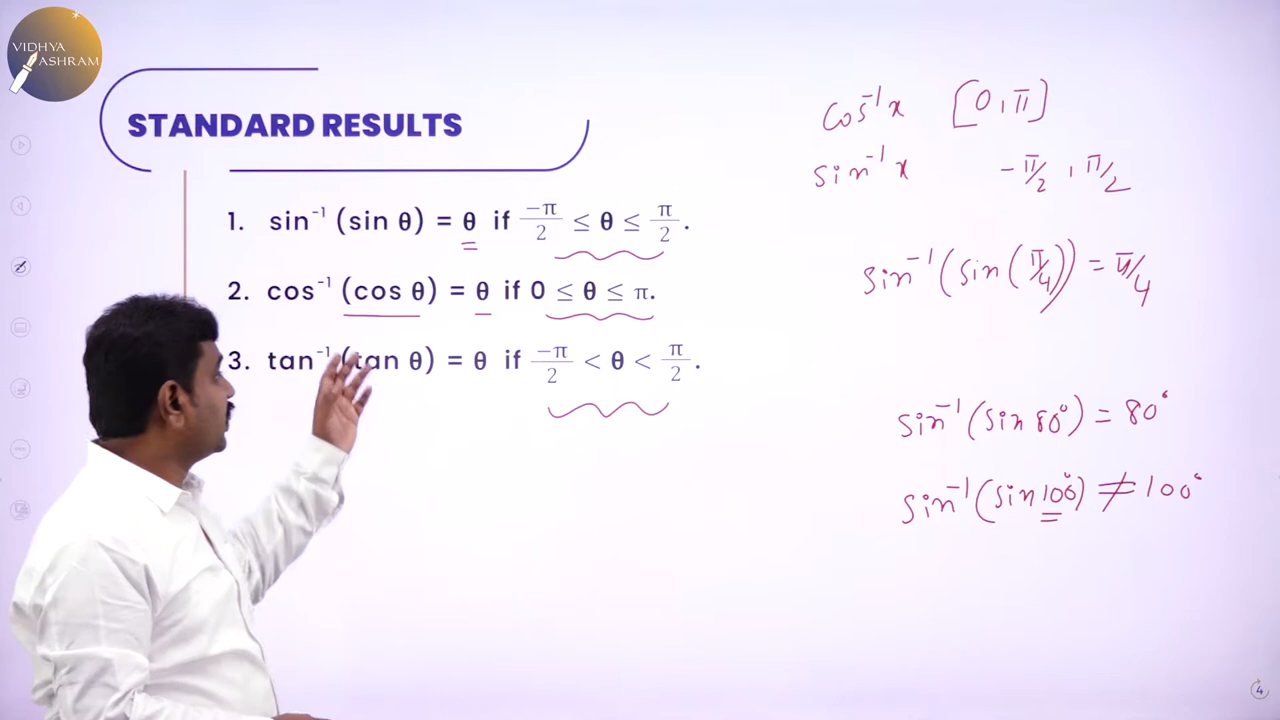 VIDHYA
ASHRAM
STANDARD RESULTS
1. sin⁻¹ (sin θ) = θ if −π/2 ≤ θ ≤ π/2.
2. cos⁻¹ (cos θ) = θ if 0 ≤ θ ≤ π.
3. tan⁻¹ (tan θ) = θ if −π/2 < θ < π/2.
cos⁻¹x [0, π]
sin⁻¹x −π/2 , π/2
sin⁻¹(sin(π/4)) = π/4
sin⁻¹(sin 80°) = 80°
sin⁻¹(sin 100°) ≠ 100°
4